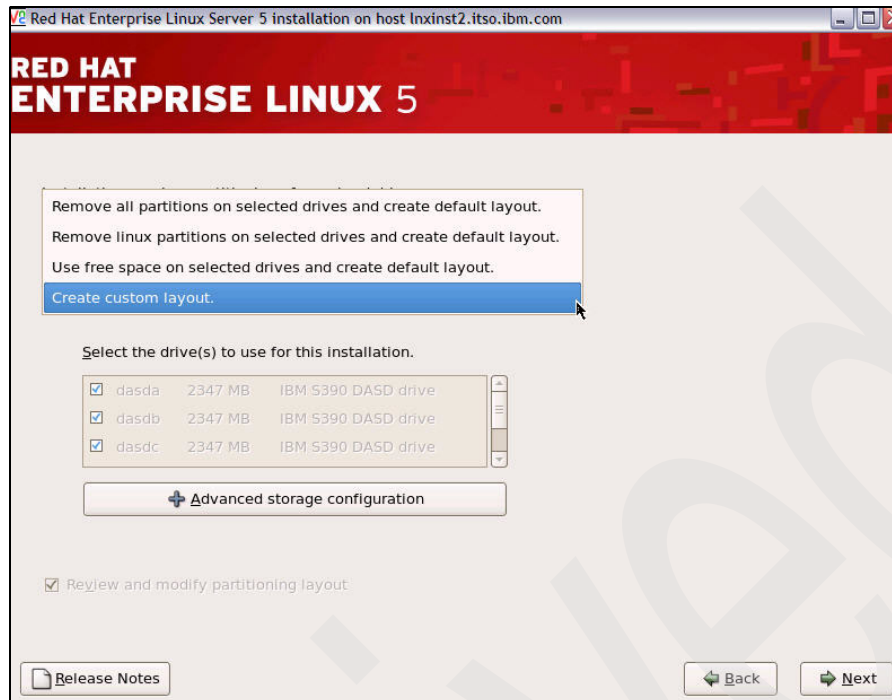 Red Hat Enterprise Linux Server 5 installation on host lnxinst2.itso.ibm.com
RED HAT
ENTERPRISE LINUX 5
Remove all partitions on selected drives and create default layout.
Remove linux partitions on selected drives and create default layout.
Use free space on selected drives and create default layout.
Create custom layout.
Select the drive(s) to use for this installation.
dasda 2347 MB IBM S390 DASD drive
dasdb 2347 MB IBM S390 DASD drive
dasdc 2347 MB IBM S390 DASD drive
Advanced storage configuration
Review and modify partitioning layout
Release Notes
Back
Next